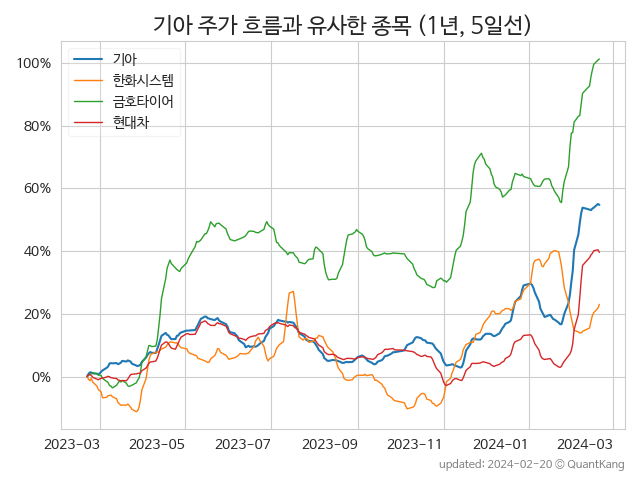 기아 주가 흐름과 유사한 종목 (1년, 5일선)
기아
한화시스템
금호타이어
현대차
100%
80%
60%
40%
20%
0%
2023-03 2023-05 2023-07 2023-09 2023-11 2024-01 2024-03
updated: 2024-02-20 © QuantKang